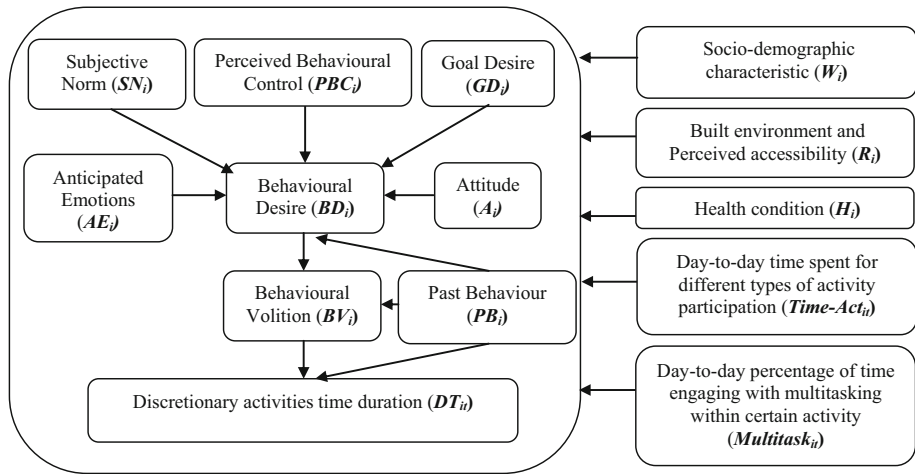 Subjective
Norm (SNi)
Perceived Behavioural
Control (PBCi)
Goal Desire
(GDi)
Anticipated
Emotions
(AEi)
Behavioural
Desire (BDi)
Attitude
(Ai)
Behavioural
Volition (BVi)
Past Behaviour
(PBi)
Discretionary activities time duration (DTit)
Socio-demographic
characteristic (Wi)
Built environment and
Perceived accessibility (Ri)
Health condition (Hi)
Day-to-day time spent for
different types of activity
participation (Time-Actit)
Day-to-day percentage of time
engaging with multitasking
within certain activity
(Multitaskit)